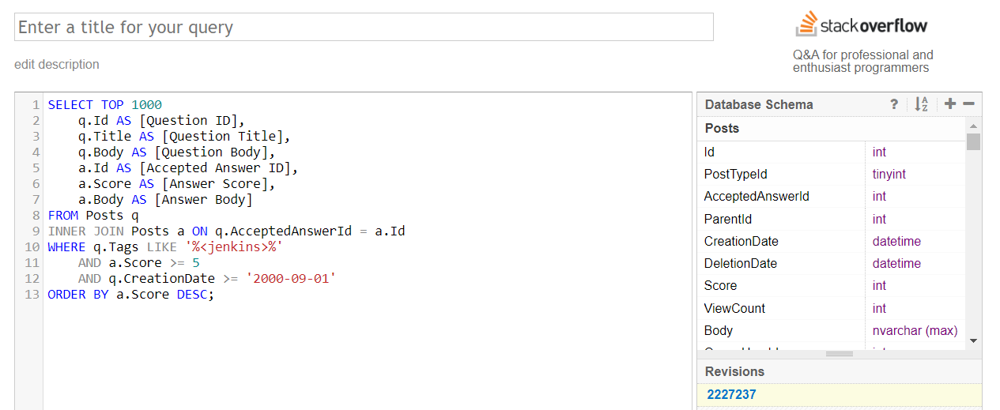 Enter a title for your query
edit description
stackoverflow
Q&A for professional and
enthusiast programmers
1 SELECT TOP 1000
2     q.Id AS [Question ID],
3     q.Title AS [Question Title],
4     q.Body AS [Question Body],
5     a.Id AS [Accepted Answer ID],
6     a.Score AS [Answer Score],
7     a.Body AS [Answer Body]
8 FROM Posts q
9 INNER JOIN Posts a ON q.AcceptedAnswerId = a.Id
10 WHERE q.Tags LIKE '%<jenkins>%'
11     AND a.Score >= 5
12     AND q.CreationDate >= '2000-09-01'
13 ORDER BY a.Score DESC;
Database Schema ? A Z
Posts
Id int
PostTypeId tinyint
AcceptedAnswerId int
ParentId int
CreationDate datetime
DeletionDate datetime
Score int
ViewCount int
Body nvarchar (max)
Revisions
2227237